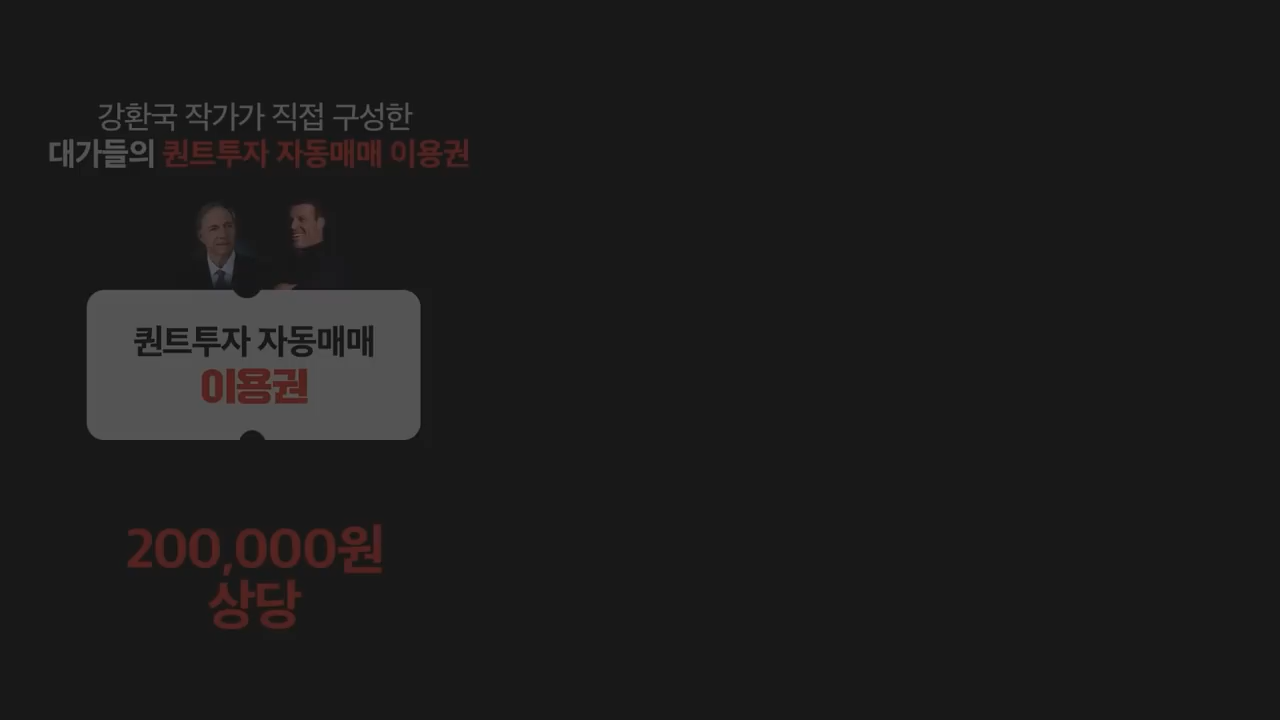 강환국 작가가 직접 구성한
대가들의 퀀트투자 자동매매 이용권
퀀트투자 자동매매
이용권
200,000원
상당